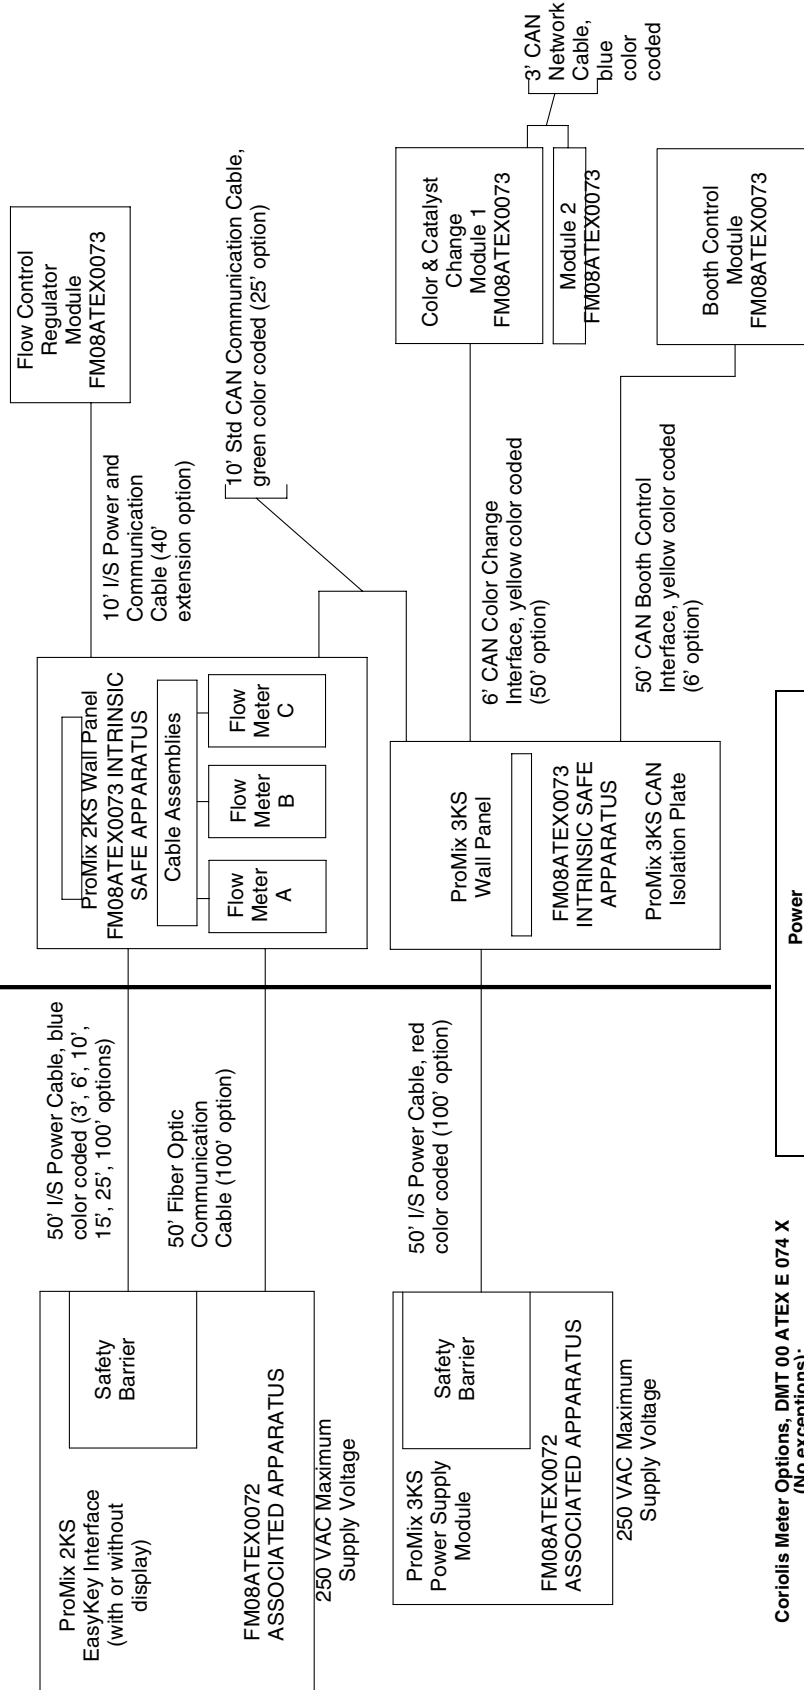 ProMix 2KS
EasyKey Interface
(with or without
display)
Safety
Barrier
FM08ATEX0072
ASSOCIATED APPARATUS
250 VAC Maximum
Supply Voltage
50' I/S Power Cable, blue
color coded (3', 6', 10',
15', 25', 100' options)
50' Fiber Optic
Communication
Cable (100' option)
ProMix 2KS Wall Panel
FM08ATEX0073 INTRINSIC
SAFE APPARATUS
Cable Assemblies
Flow
Meter
A
Flow
Meter
B
Flow
Meter
C
10' I/S Power and
Communication
Cable (40'
extension option)
Flow Control
Regulator
Module
FM08ATEX0073
10' Std CAN Communication Cable,
green color coded (25' option)
ProMix 3KS
Power Supply
Module
Safety
Barrier
FM08ATEX0072
ASSOCIATED APPARATUS
250 VAC Maximum
Supply Voltage
50' I/S Power Cable, red
color coded (100' option)
ProMix 3KS
Wall Panel
FM08ATEX0073
INTRINSIC SAFE
APPARATUS
ProMix 3KS CAN
Isolation Plate
6' CAN Color Change
Interface, yellow color coded
(50' option)
Color & Catalyst
Change
Module 1
FM08ATEX0073
Module 2
FM08ATEX0073
3' CAN
Network
Cable,
blue
color
coded
50' CAN Booth Control
Interface, yellow color coded
(6' option)
Booth Control
Module
FM08ATEX0073
Coriolis Meter Options, DMT 00 ATEX E 074 X
(No exceptions):
Power